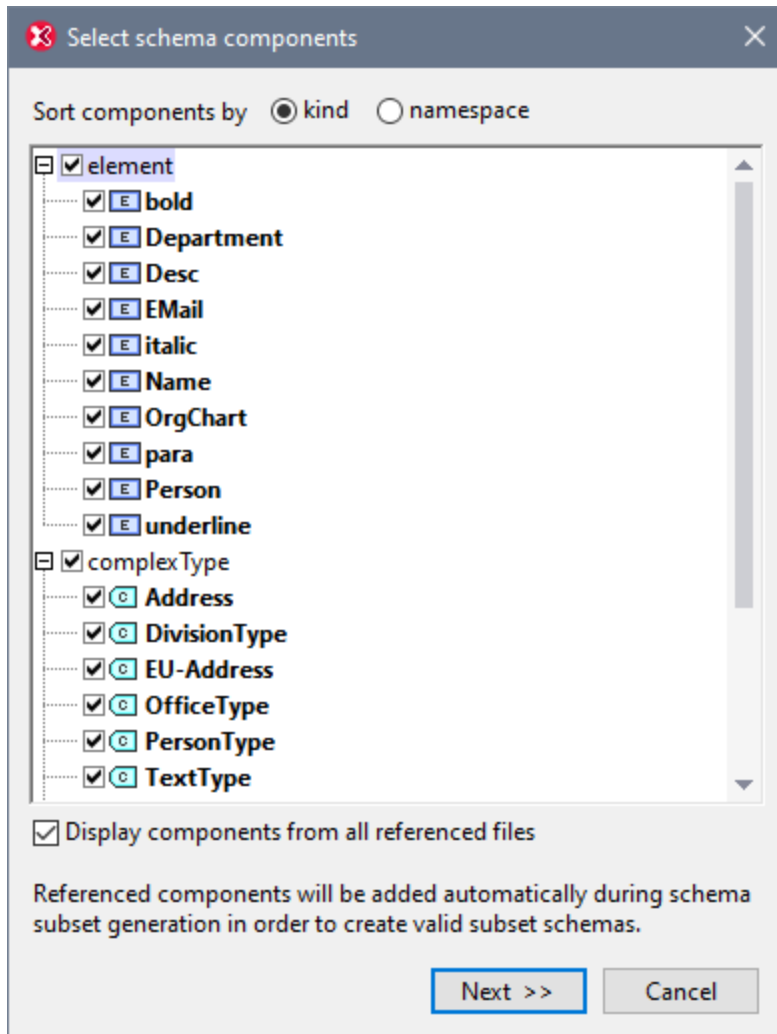 Select schema components
Sort components by kind namespace
element
E bold
E Department
E Desc
E EMail
E italic
E Name
E OrgChart
E para
E Person
E underline
complexType
C Address
C DivisionType
C EU-Address
C OfficeType
C PersonType
C TextType
Display components from all referenced files
Referenced components will be added automatically during schema
subset generation in order to create valid subset schemas.
Next >> Cancel